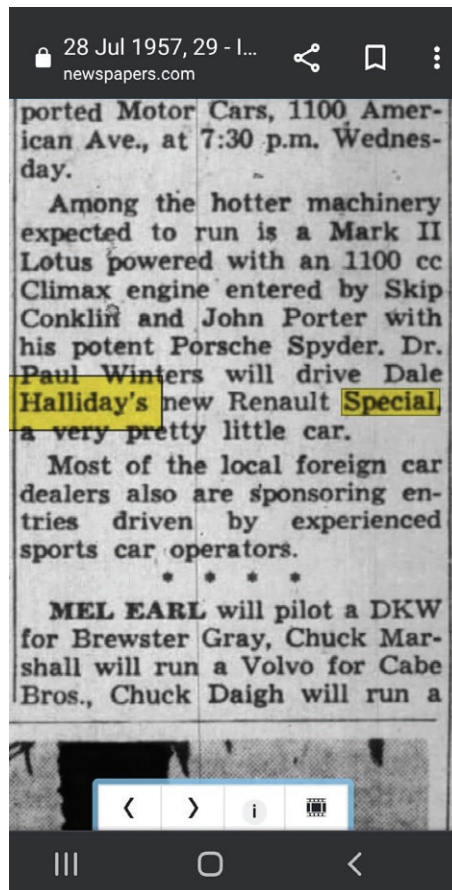 28 Jul 1957, 29 - I...
newspapers.com
ported Motor Cars, 1100 Amer-
ican Ave., at 7:30 p.m. Wednes-
day.
Among the hotter machinery
expected to run is a Mark II
Lotus powered with an 1100 cc
Climax engine entered by Skip
Conklin and John Porter with
his potent Porsche Spyder. Dr.
Paul Winters will drive Dale
Halliday's new Renault Special,
a very pretty little car.
Most of the local foreign car
dealers also are sponsoring en-
tries driven by experienced
sports car operators.
* * * *
MEL EARL will pilot a DKW
for Brewster Gray, Chuck Mar-
shall will run a Volvo for Cabe
Bros., Chuck Daigh will run a